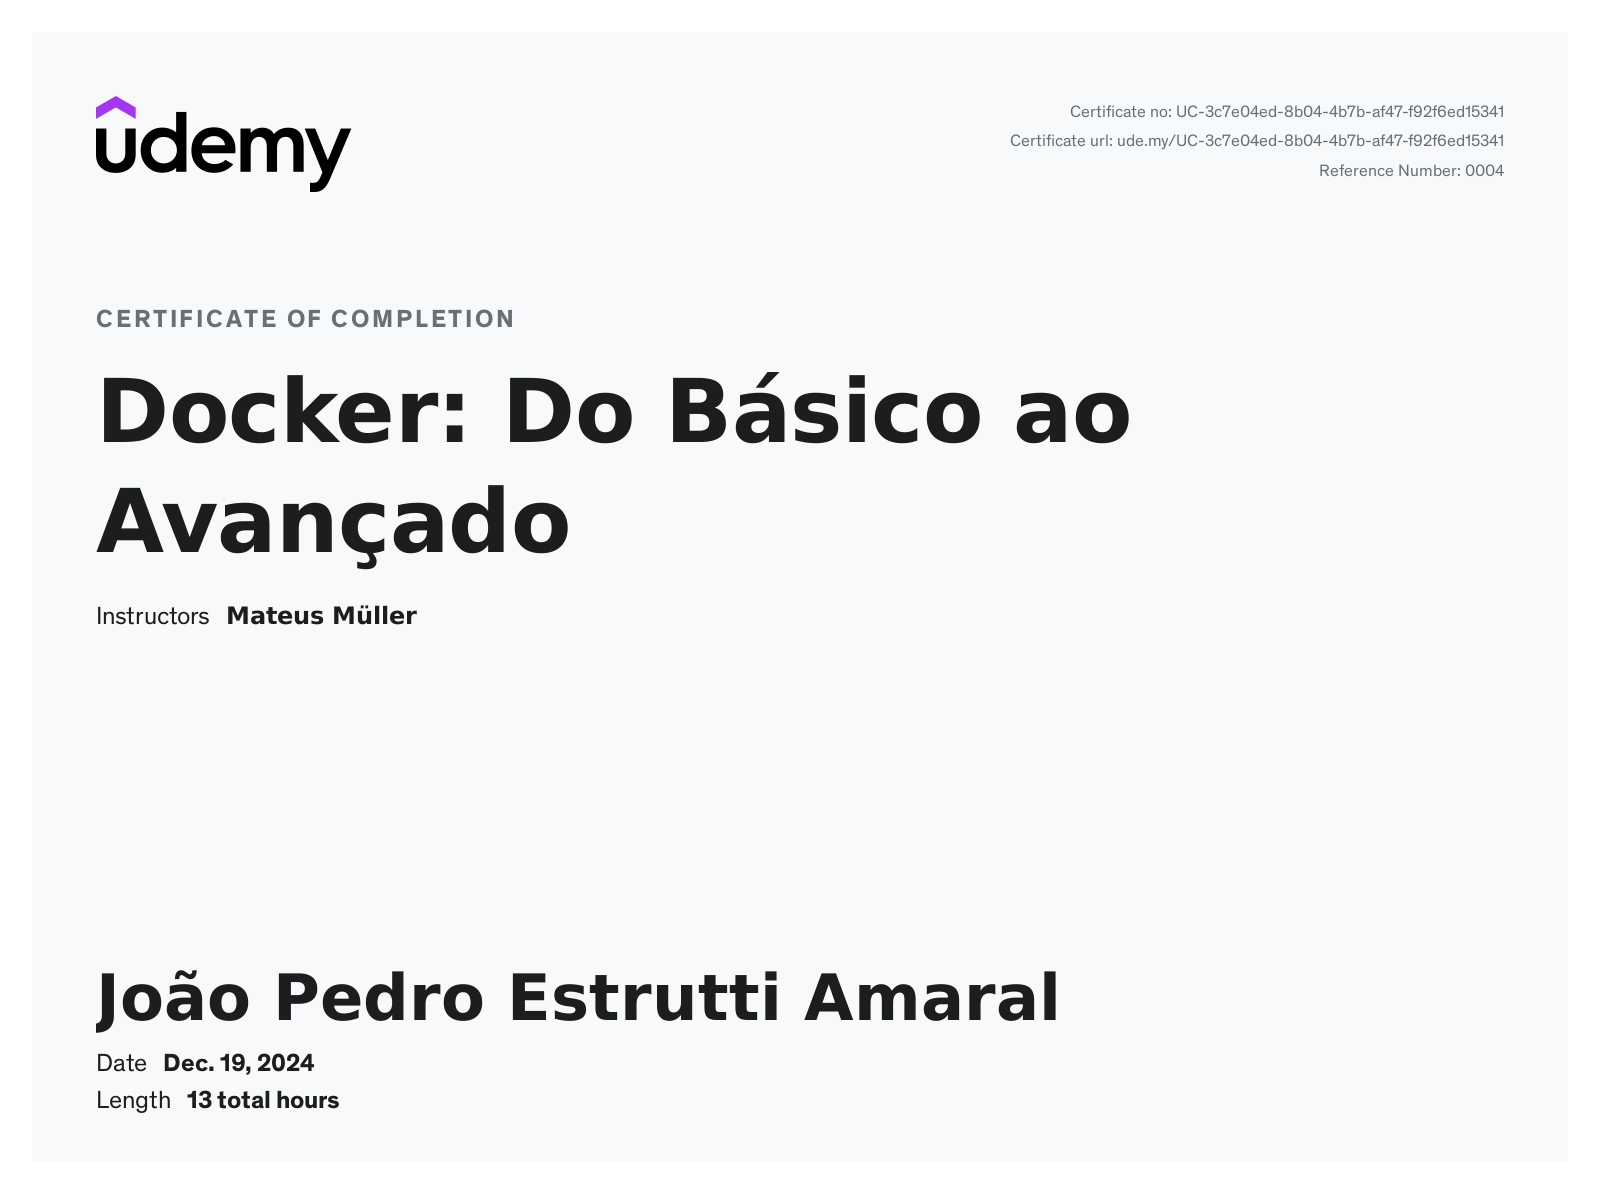 udemy
Certificate no: UC-3c7e04ed-8b04-4b7b-af47-f92f6ed15341
Certificate url: ude.my/UC-3c7e04ed-8b04-4b7b-af47-f92f6ed15341
Reference Number: 0004
CERTIFICATE OF COMPLETION
Docker: Do Básico ao
Avançado
Instructors Mateus Müller
João Pedro Estrutti Amaral
Date Dec. 19, 2024
Length 13 total hours